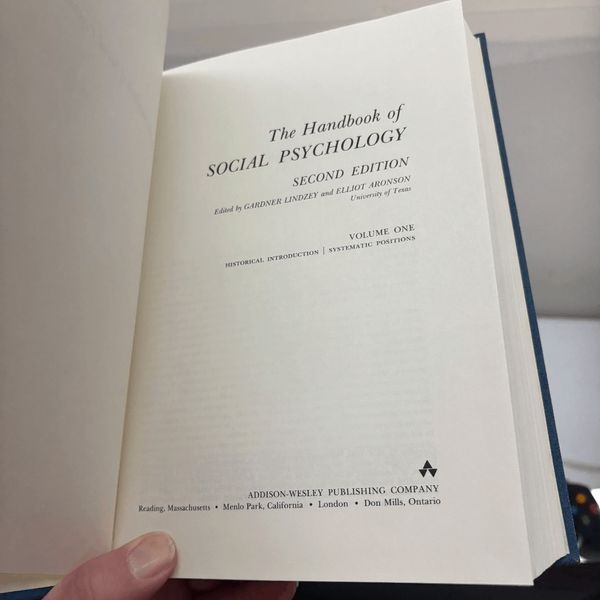 The Handbook of
SOCIAL PSYCHOLOGY
SECOND EDITION
Edited by GARDNER LINDZEY and ELLIOT ARONSON
University of Texas
VOLUME ONE
HISTORICAL INTRODUCTION | SYSTEMATIC POSITIONS
ADDISON-WESLEY PUBLISHING COMPANY
Reading, Massachusetts • Menlo Park, California • London • Don Mills, Ontario